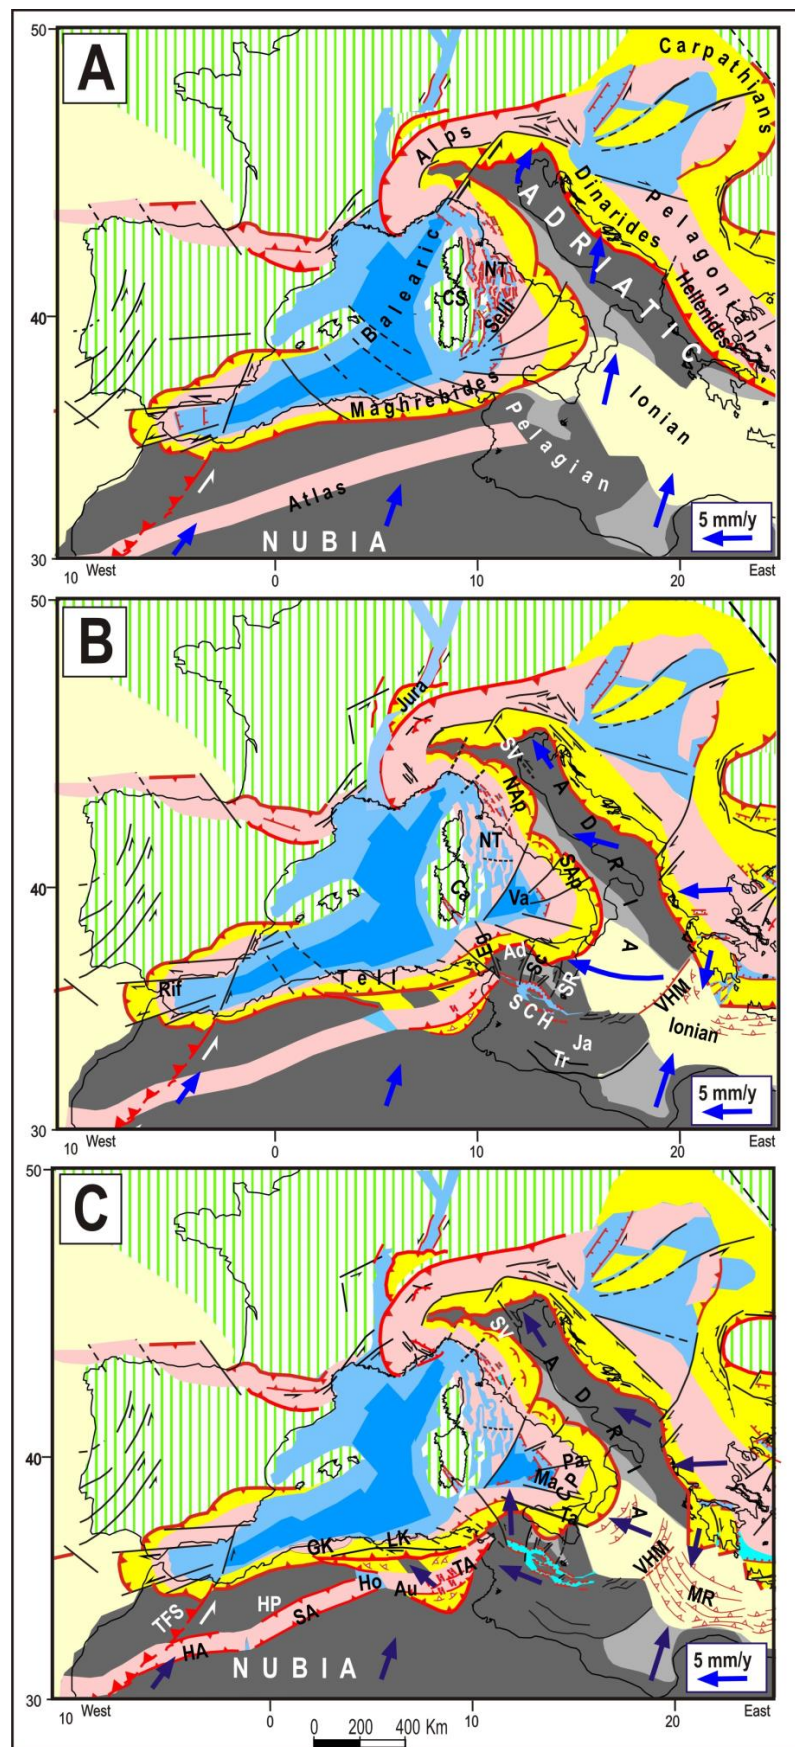 A
50
40
30
10
West
0
10
20
East
Carpathians
Alps
Dinarides
Pelagonian
Hellenides
ADRIATIC
Balearic
CS
NT
Selli
Maghrebides
Ionian
Pelagian
Atlas
NUBIA
5 mm/y
B
50
40
30
10
West
0
10
20
East
Jura
SV
NAp
ADRIA
NT
SAp
Ca
Va
Ad
SR
SCH
VHM
Ionian
Rif
Tell
Ja
Tr
5 mm/y
C
50
40
30
10
West
0
10
20
East
SV
ADRIA
Pa
Ma
CPA
Ta
GK
LK
VHM
MR
Ho
Au
TA
HP
SA
TFS
HA
NUBIA
5 mm/y
0 200 400 Km